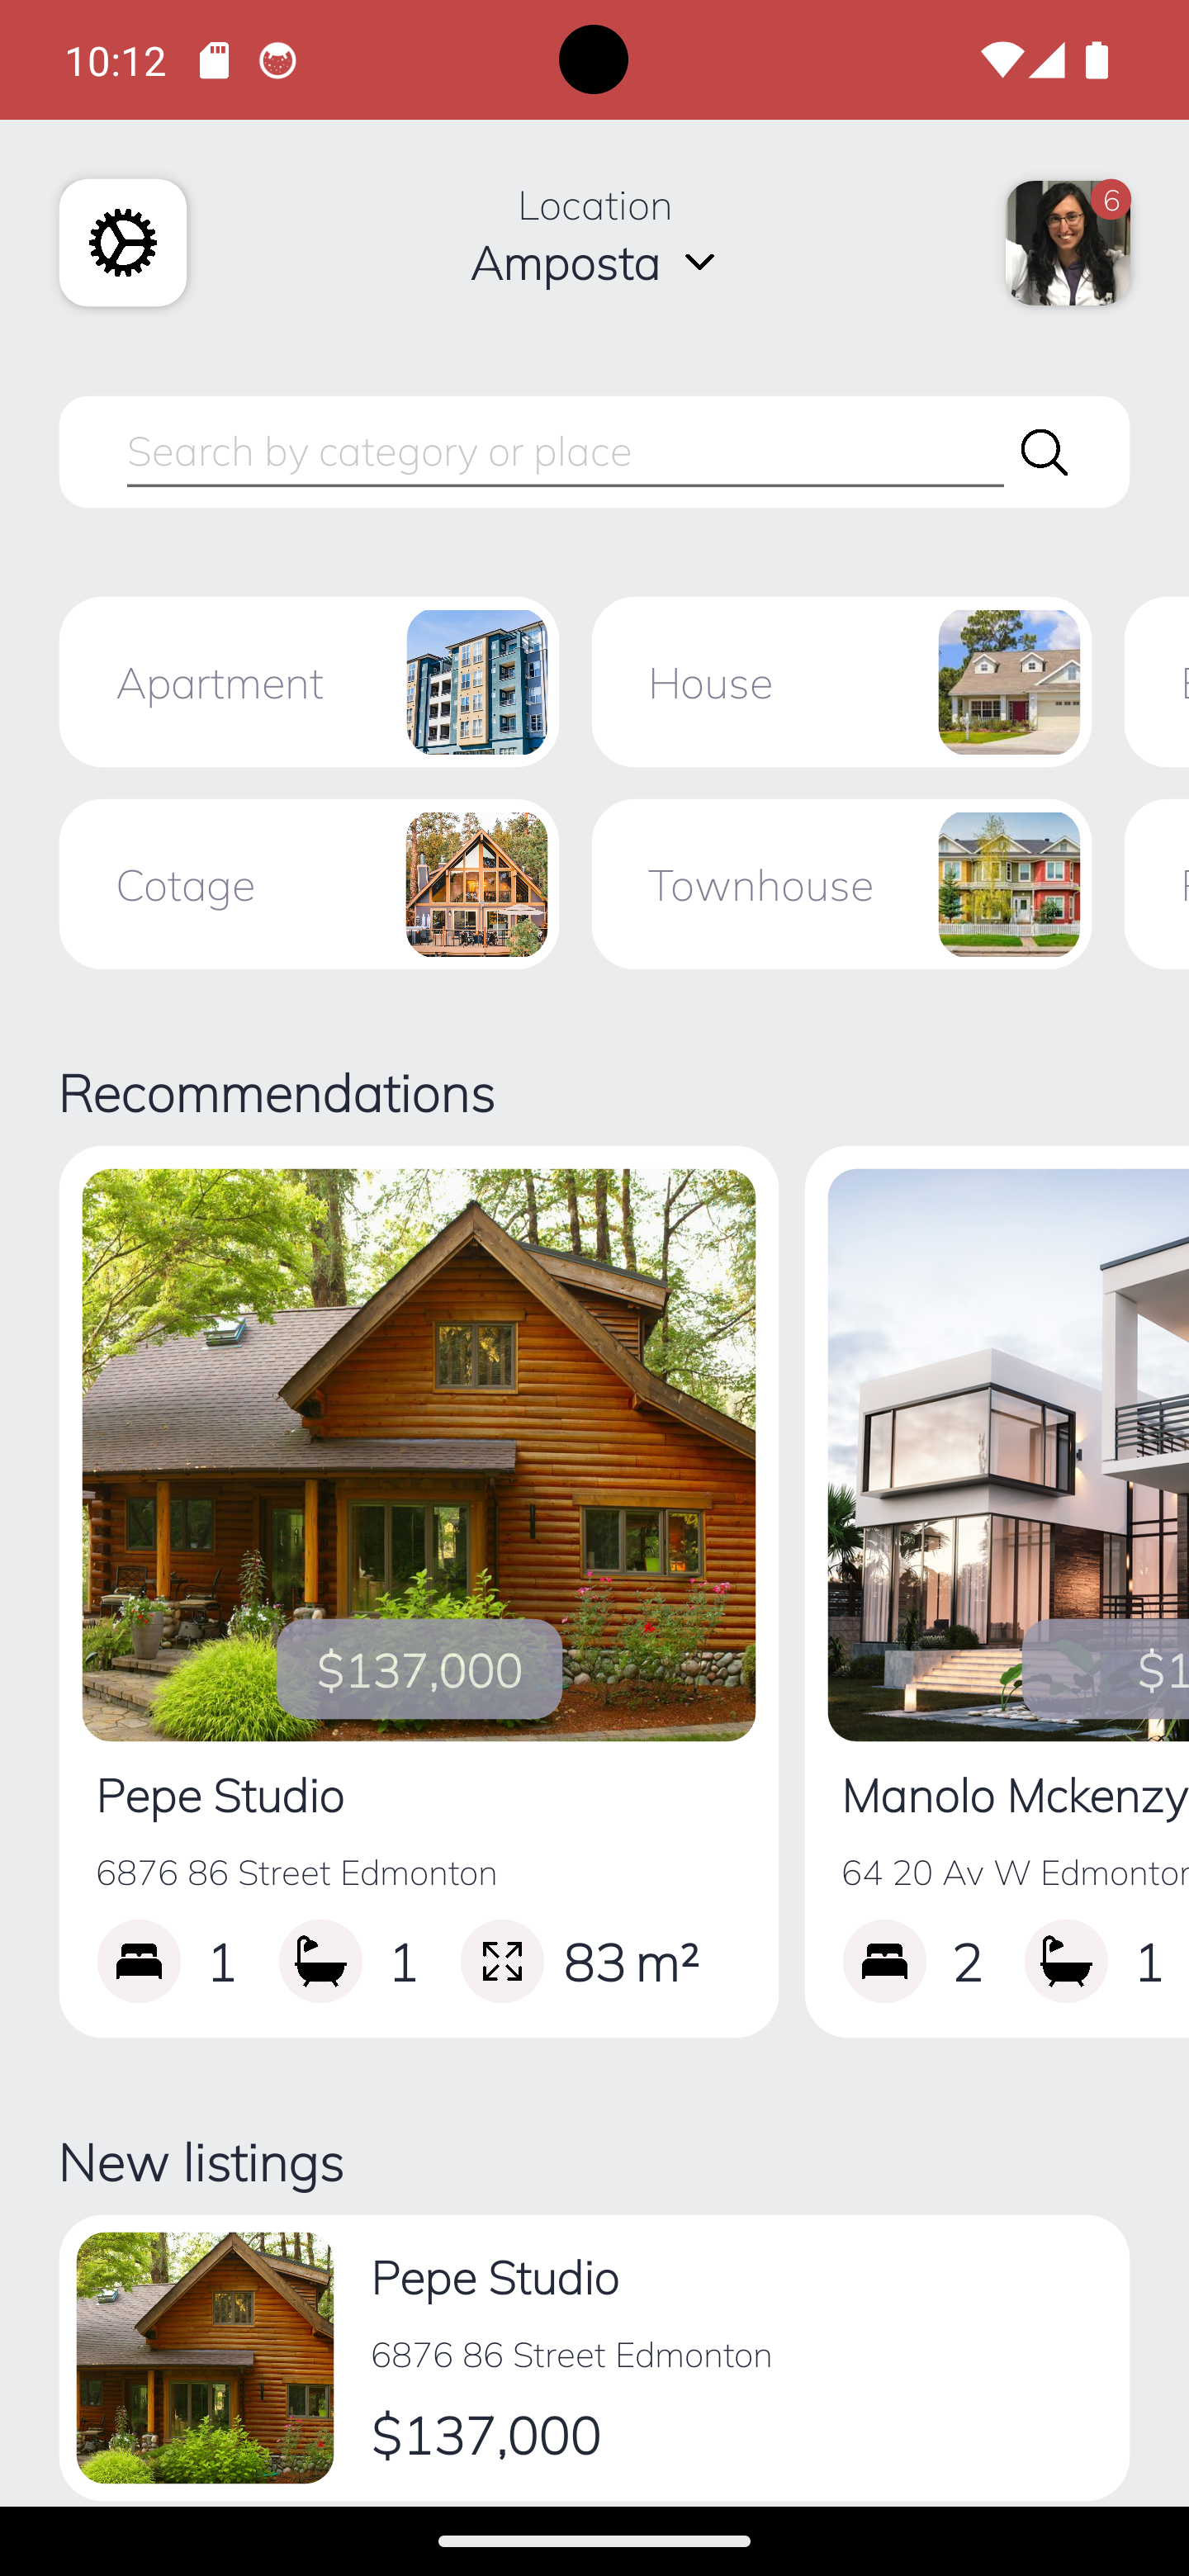 10:12
Location
Amposta
6
Search by category or place
Apartment
House
Cotage
Townhouse
Recommendations
$137,000
$1
Pepe Studio
Manolo Mckenzy
6876 86 Street Edmonton
64 20 Av W Edmonton
1
1
83 m²
2
1
New listings
Pepe Studio
6876 86 Street Edmonton
$137,000